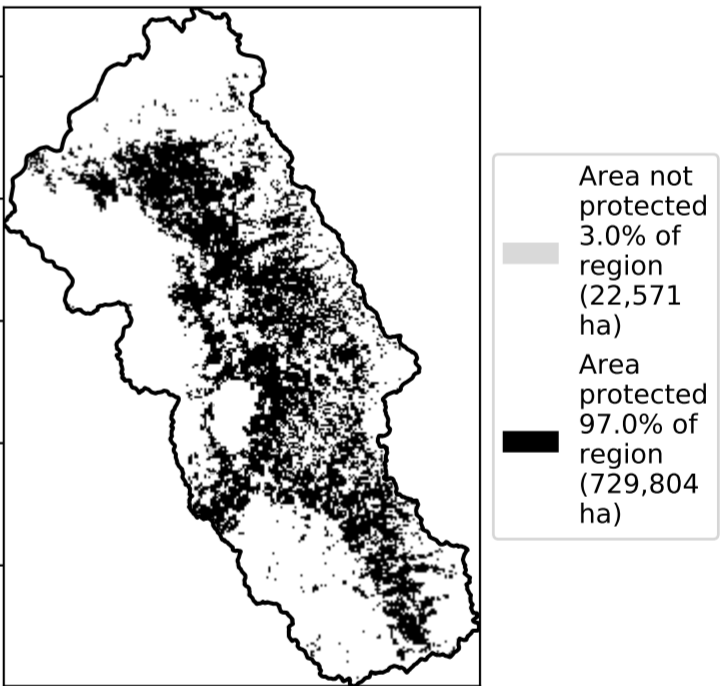 Area not
protected
3.0% of
region
(22,571
ha)
Area
protected
97.0% of
region
(729,804
ha)